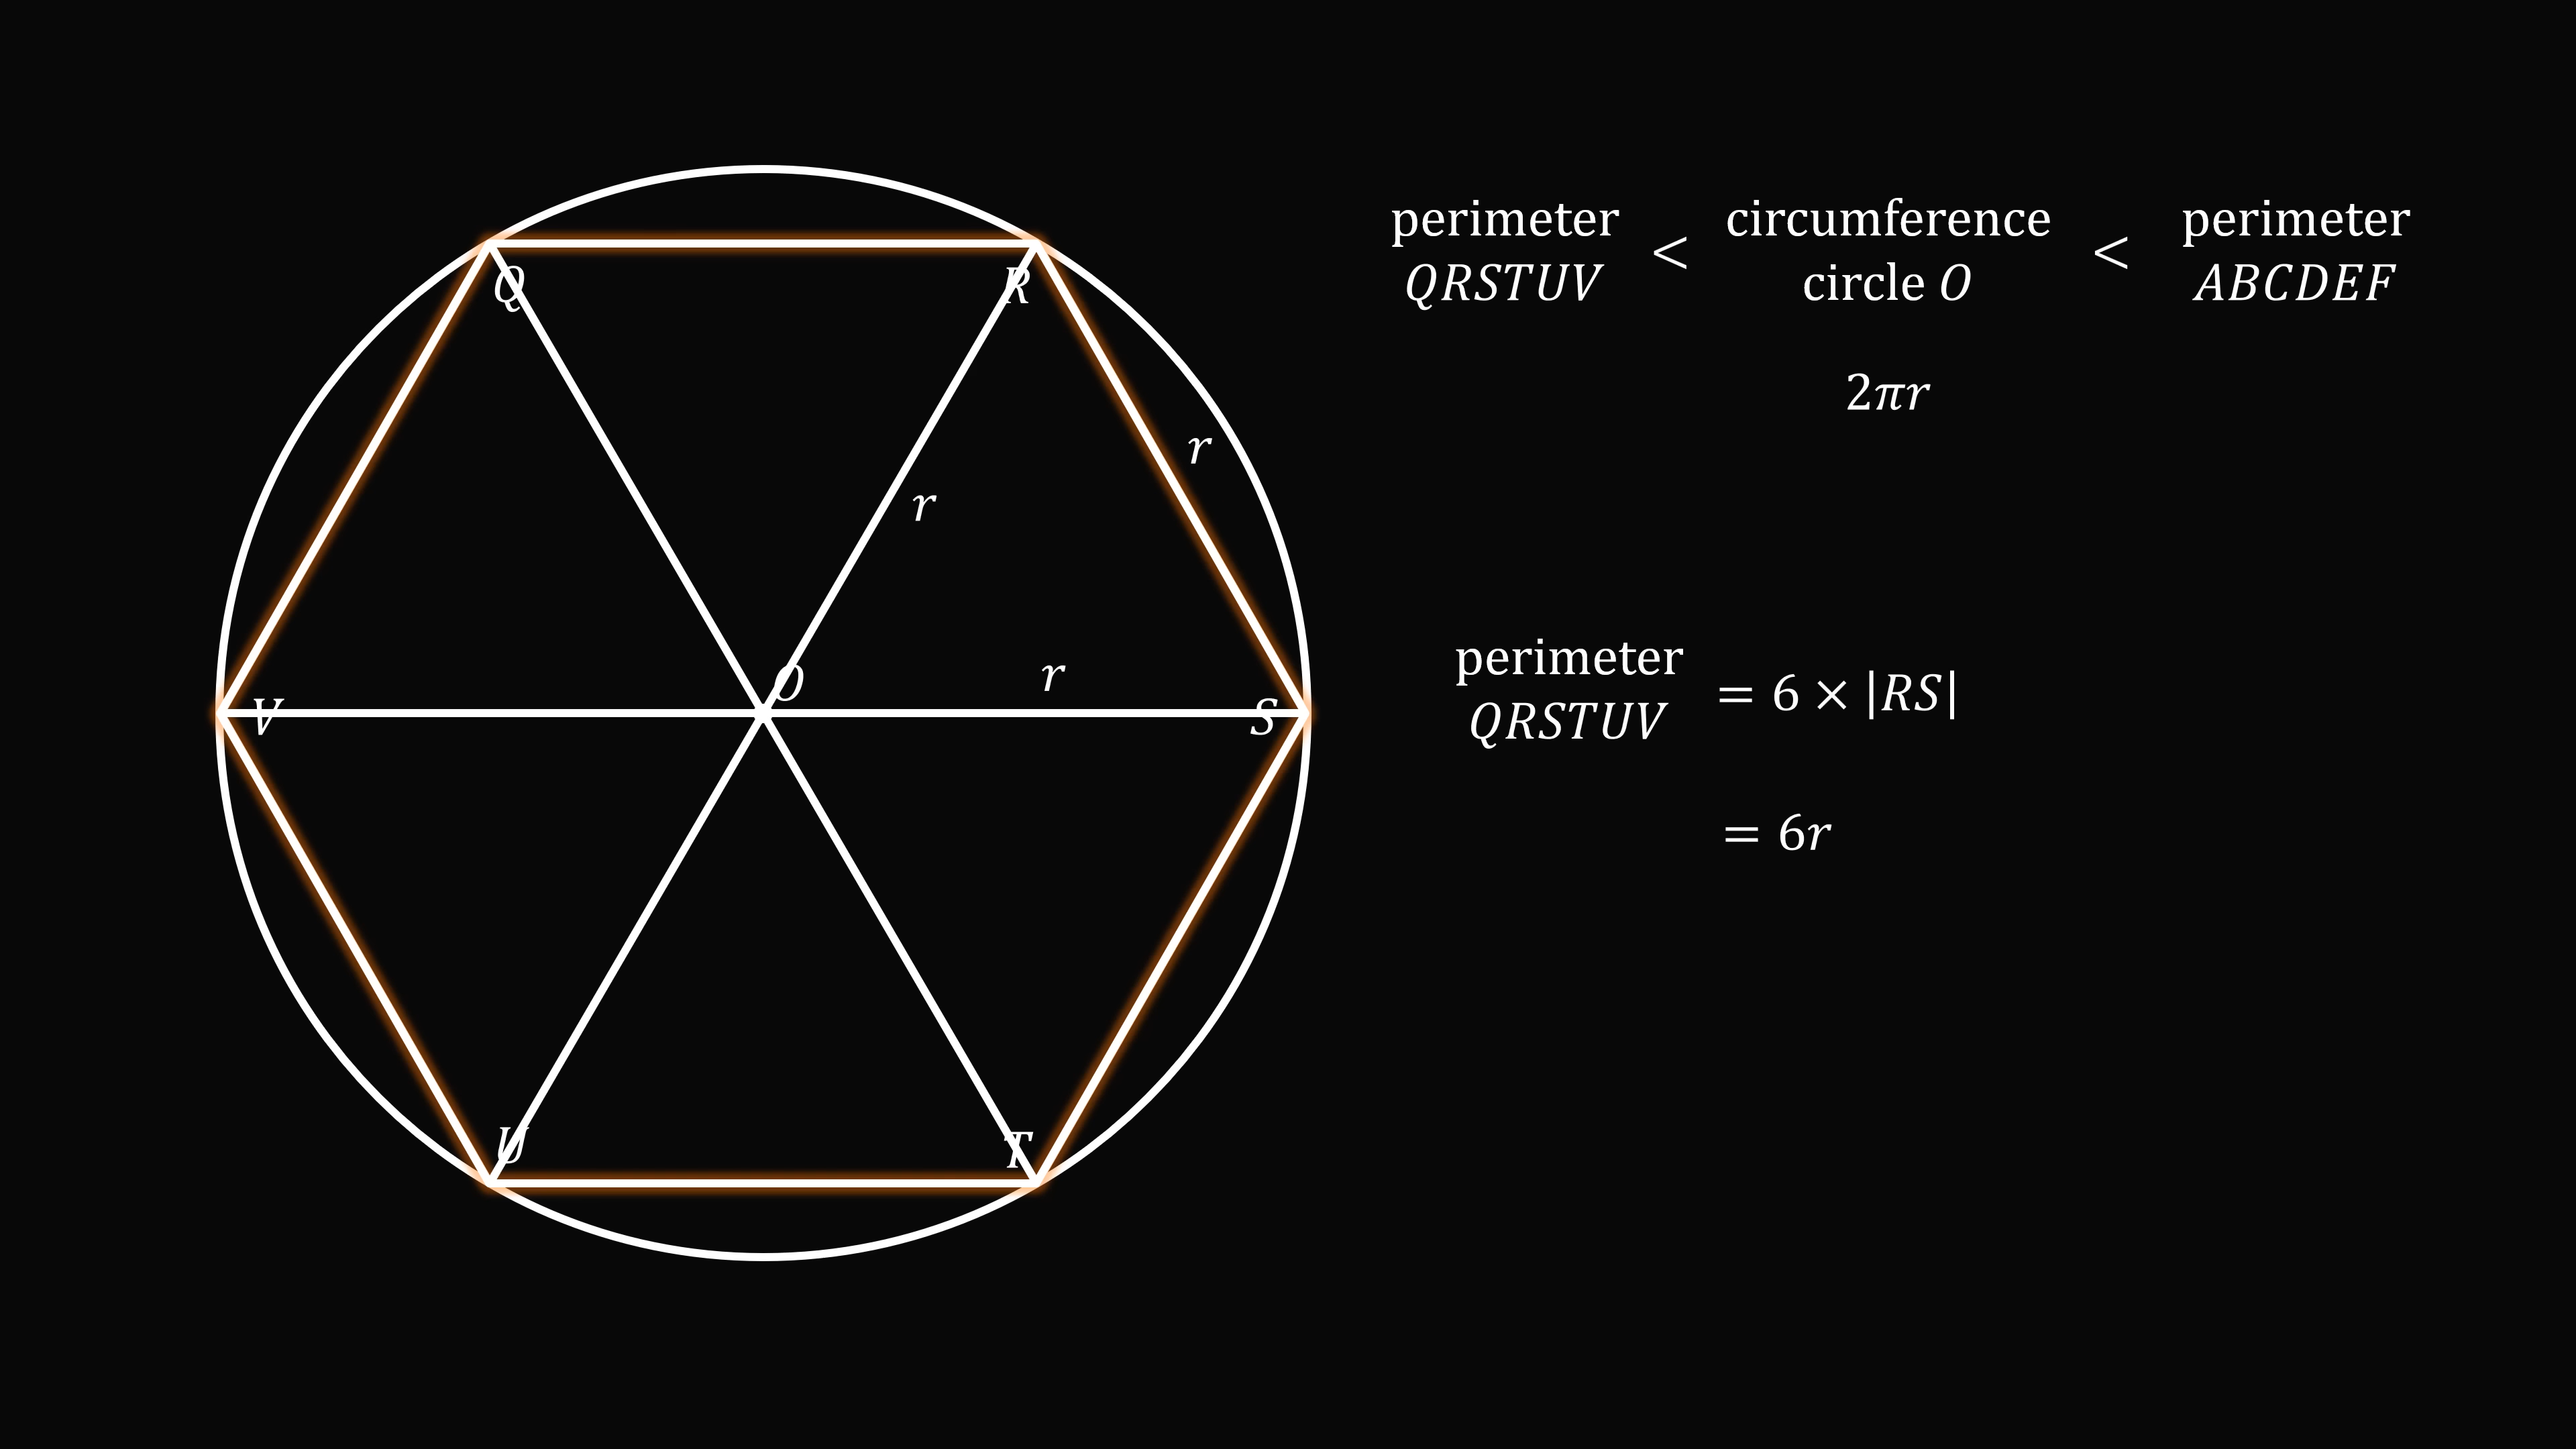 perimeter < circumference < perimeter
QRSTUV circle O ABCDEF
2πr
Q
R
r
r
O
r
V
S
U
T
perimeter
QRSTUV = 6 × |RS|
= 6r